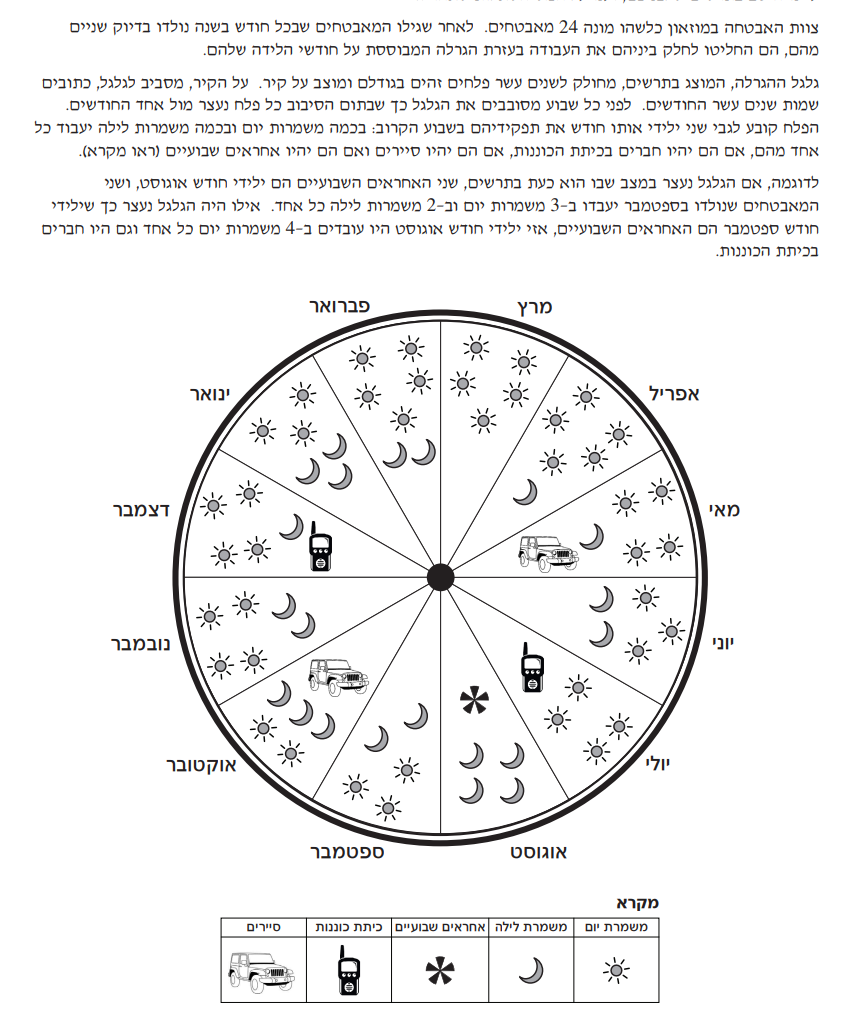 צוות האבטחה במוזאון כלשהו מונה 24 מאבטחים. לאחר שגילו המאבטחים שבכל חודש בשנה נולדו בדיוק שניים
מהם, הם החליטו לחלק ביניהם את העבודה בעזרת הגרלה המבוססת על חודשי הלידה שלהם.
גלגל ההגרלה, המוצג בתרשים, מחולק לשנים עשר פלחים זהים בגודלם ומוצב על קיר. על הקיר, מסביב לגלגל, כתובים
שמות שנים עשר החודשים. לפני כל שבוע מסובבים את הגלגל כך שבתום הסיבוב כל פלח נעצר מול אחד החודשים.
הפלח קובע לגבי שני ילידי אותו חודש את תפקידיהם בשבוע הקרוב: בכמה משמרות יום ובכמה משמרות לילה יעבוד כל
אחד מהם, אם הם יהיו חברים בכיתת הכוננות, אם הם יהיו סיירים ואם הם יהיו אחראים שבועיים (ראו מקרא).
לדוגמה, אם הגלגל נעצר במצב שבו הוא כעת בתרשים, שני האחראים השבועיים הם ילידי חודש אוגוסט, ושני
המאבטחים שנולדו בספטמבר יעבדו ב-3 משמרות יום וב-2 משמרות לילה כל אחד. אילו היה הגלגל נעצר כך שילידי
חודש ספטמבר הם האחראים השבועיים, אזי ילידי חודש אוגוסט היו עובדים ב-4 משמרות יום כל אחד וגם היו חברים
בכיתת הכוננות.
מרץ
פברואר
אפריל
ינואר
מאי
דצמבר
יוני
נובמבר
יולי
אוקטובר
אוגוסט
ספטמבר
מקרא
משמרת יום משמרת לילה אחראים שבועיים כיתת כוננות סיירים